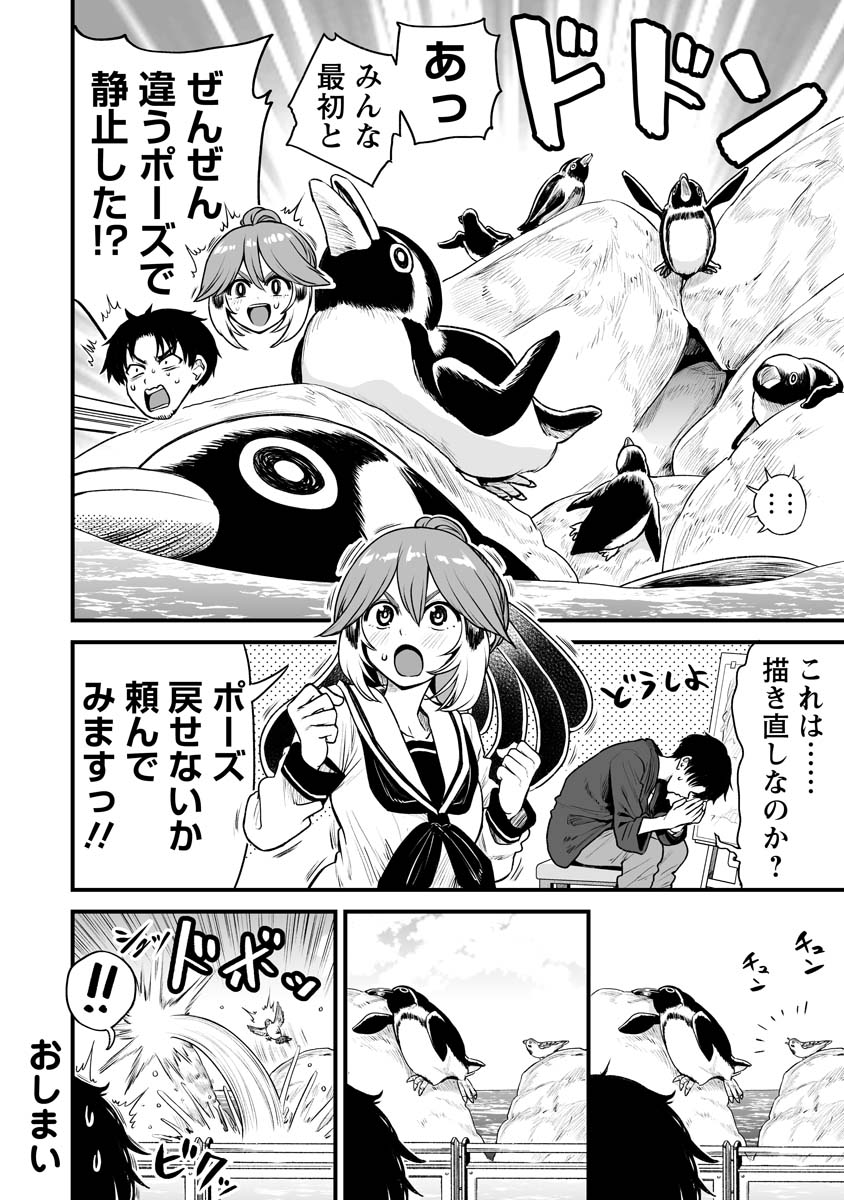 ドドン
あっ
みんな
最初と
ぜんぜん
違うポーズで
静止した!?
……
これは……
描き直しなのか?
どうしよ
ポーズ
戻せないか
頼んで
みますっ!!
チュン
チュン
ドボッ
ジュッ
!!
ビクッ
おしまい